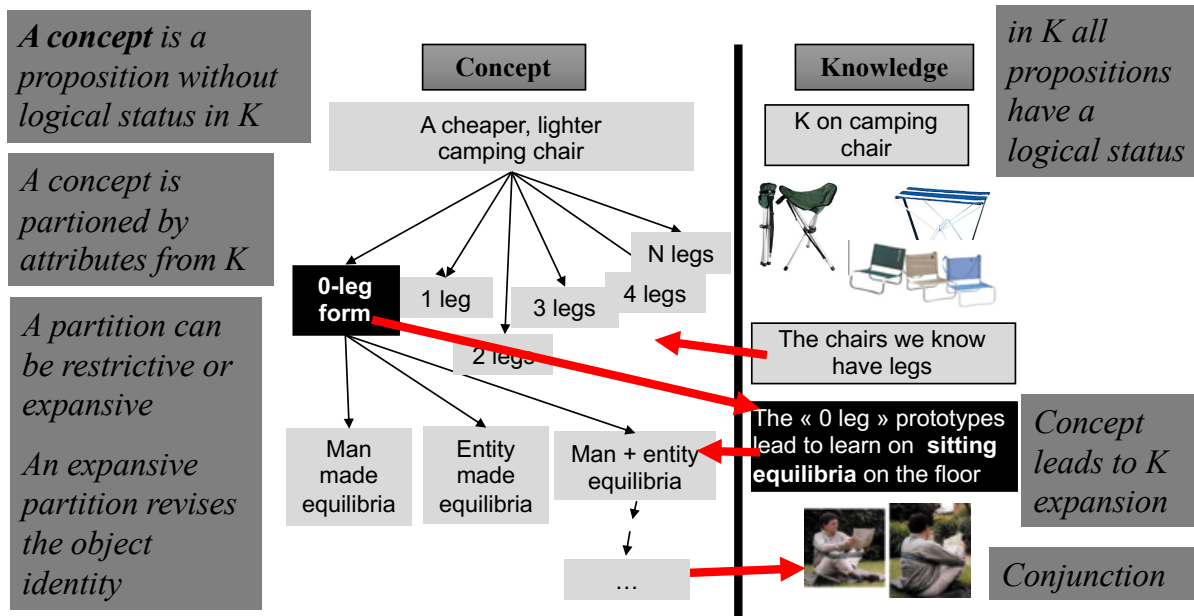 A concept is a
proposition without
logical status in K
A concept is
partioned by
attributes from K
A partition can
be restrictive or
expansive
An expansive
partition revises
the object
identity
Concept
A cheaper, lighter
camping chair
0-leg
form
1 leg
2 legs
3 legs
4 legs
N legs
Man
made
equilibria
Entity
made
equilibria
Man + entity
equilibria
…
Knowledge
K on camping
chair
The chairs we know
have legs
The « 0 leg » prototypes
lead to learn on sitting
equilibria on the floor
in K all
propositions
have a
logical status
Concept
leads to K
expansion
Conjunction